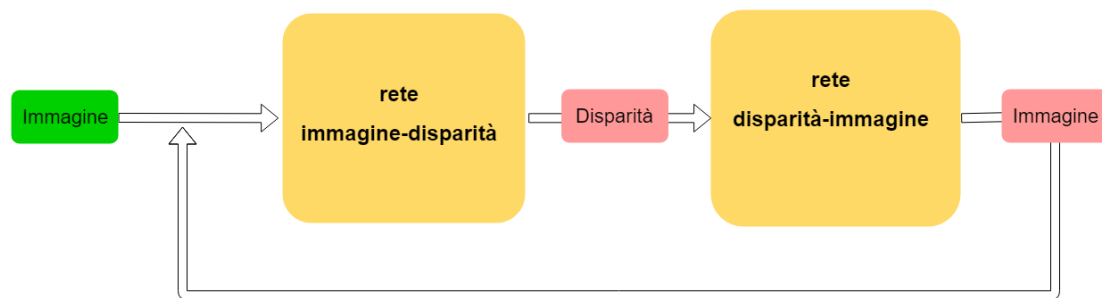 Immagine
rete
immagine-disparità
Disparità
rete
disparità-immagine
Immagine